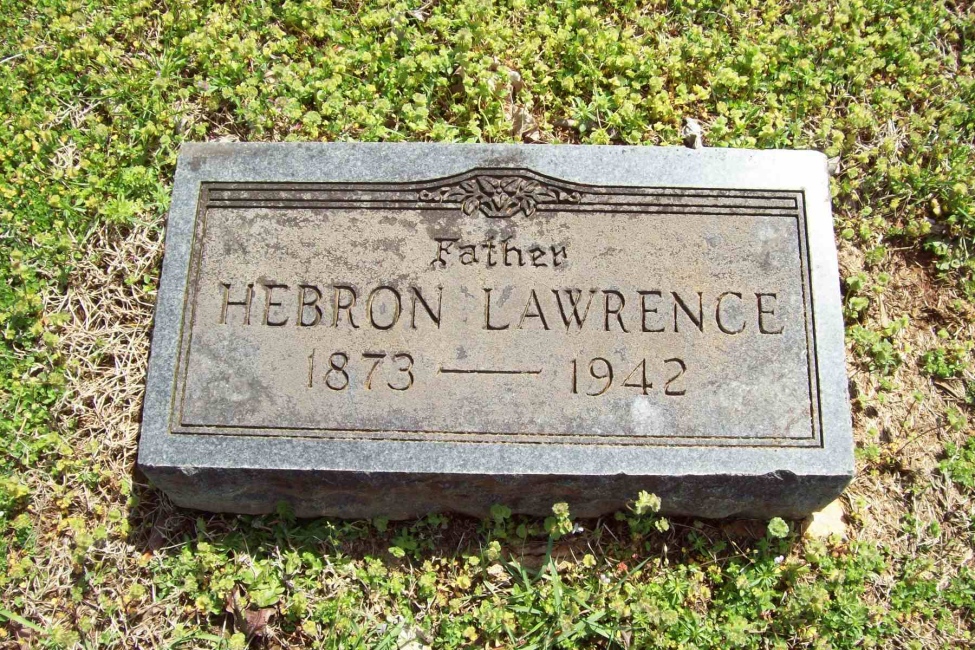 Father
HEBRON LAWRENCE
1873 — 1942